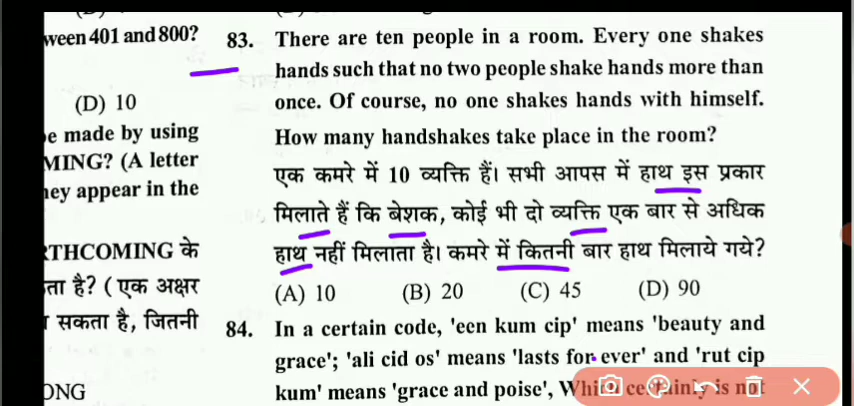 ween 401 and 800?
(D) 10
e made by using
MING? (A letter
ey appear in the
THCOMING के
ता है? ( एक अक्षर
सकता है, जितनी
ONG
83. There are ten people in a room. Every one shakes
hands such that no two people shake hands more than
once. Of course, no one shakes hands with himself.
How many handshakes take place in the room?
एक कमरे में 10 व्यक्ति हैं। सभी आपस में हाथ इस प्रकार
मिलाते हैं कि बेशक, कोई भी दो व्यक्ति एक बार से अधिक
हाथ नहीं मिलाता है। कमरे में कितनी बार हाथ मिलाये गये?
(A) 10 (B) 20 (C) 45 (D) 90
84. In a certain code, 'een kum cip' means 'beauty and
grace'; 'ali cid os' means 'lasts for ever' and 'rut cip
kum' means 'grace and poise', Which certainly is not